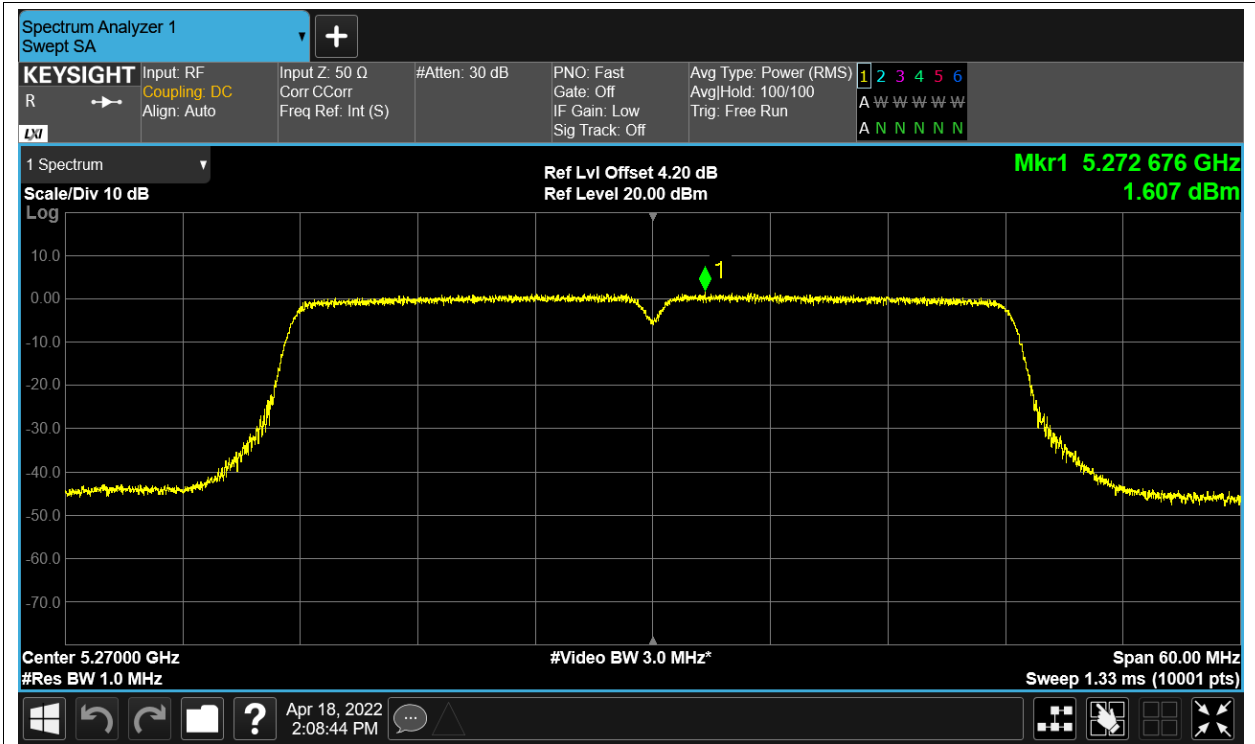 Spectrum Analyzer 1
Swept SA
KEYSIGHT
R
LXI
Input: RF
Coupling: DC
Align: Auto
Input Z: 50 Ω
Corr CCorr
Freq Ref: Int (S)
#Atten: 30 dB
PNO: Fast
Gate: Off
IF Gain: Low
Sig Track: Off
Avg Type: Power (RMS)
Avg|Hold: 100/100
Trig: Free Run
1 2 3 4 5 6
A W W W W W
A N N N N N
1 Spectrum
Scale/Div 10 dB
Log
Ref Lvl Offset 4.20 dB
Ref Level 20.00 dBm
Mkr1 5.272 676 GHz
1.607 dBm
10.0
1
0.00
-10.0
-20.0
-30.0
-40.0
-50.0
-60.0
-70.0
Center 5.27000 GHz
#Res BW 1.0 MHz
#Video BW 3.0 MHz*
Span 60.00 MHz
Sweep 1.33 ms (10001 pts)
?
Apr 18, 2022
2:08:44 PM